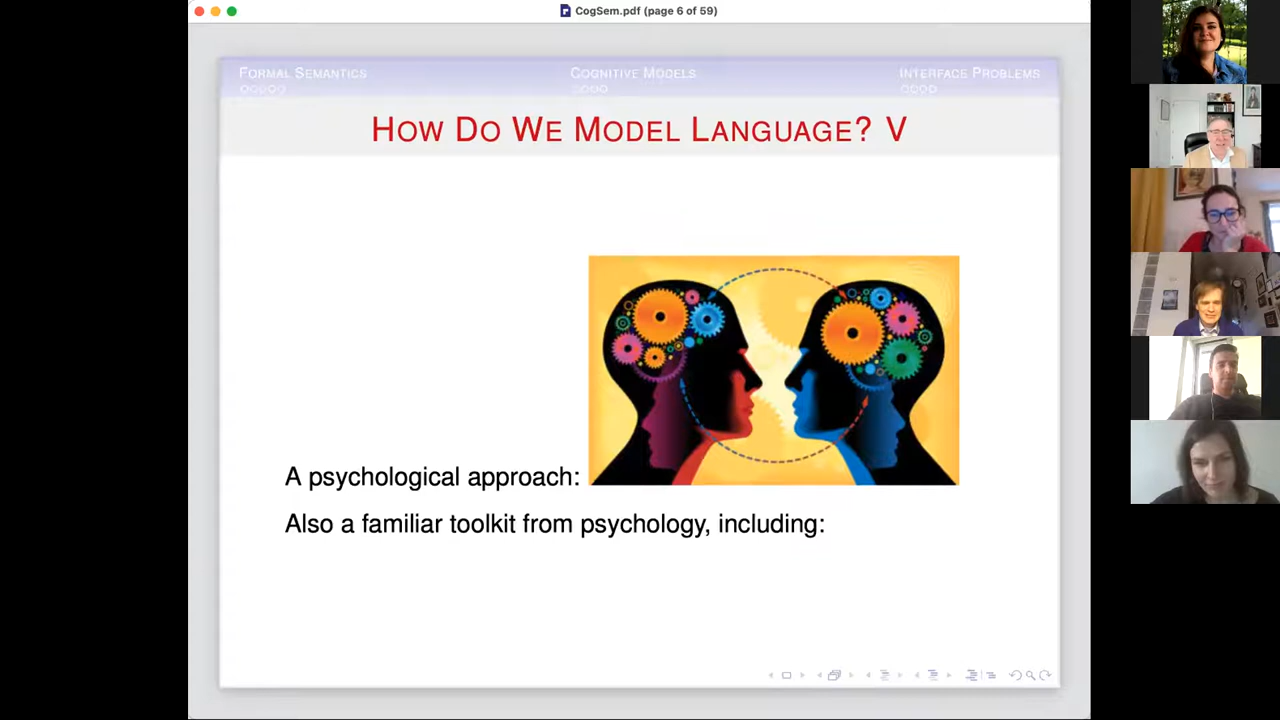 CogSem.pdf (page 6 of 59)
FORMAL SEMANTICS COGNITIVE MODELS INTERFACE PROBLEMS
HOW DO WE MODEL LANGUAGE? V
A psychological approach:
Also a familiar toolkit from psychology, including: